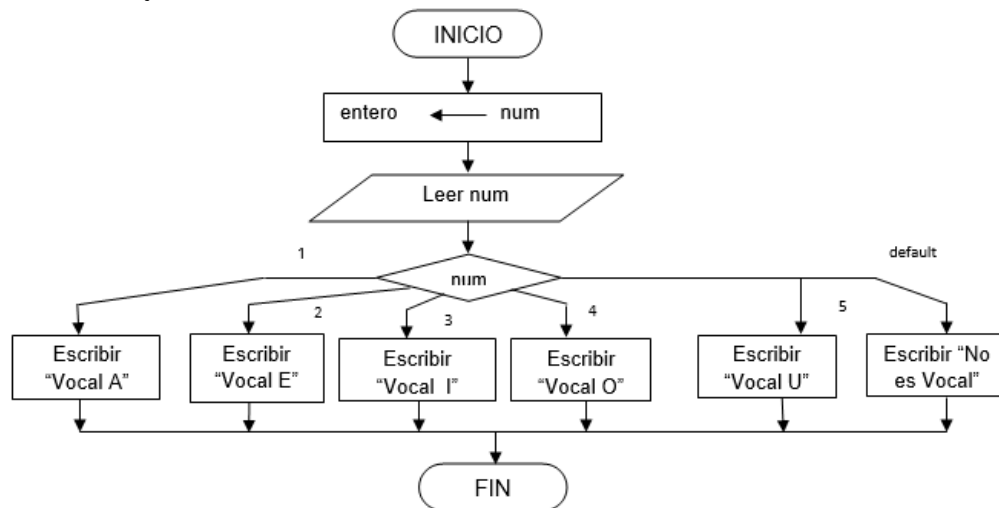 INICIO
entero num
Leer num
1
default
num
2
3
4
5
Escribir
“Vocal A”
Escribir
“Vocal E”
Escribir
“Vocal I”
Escribir
“Vocal O”
Escribir
“Vocal U”
Escribir “No
es Vocal”
FIN